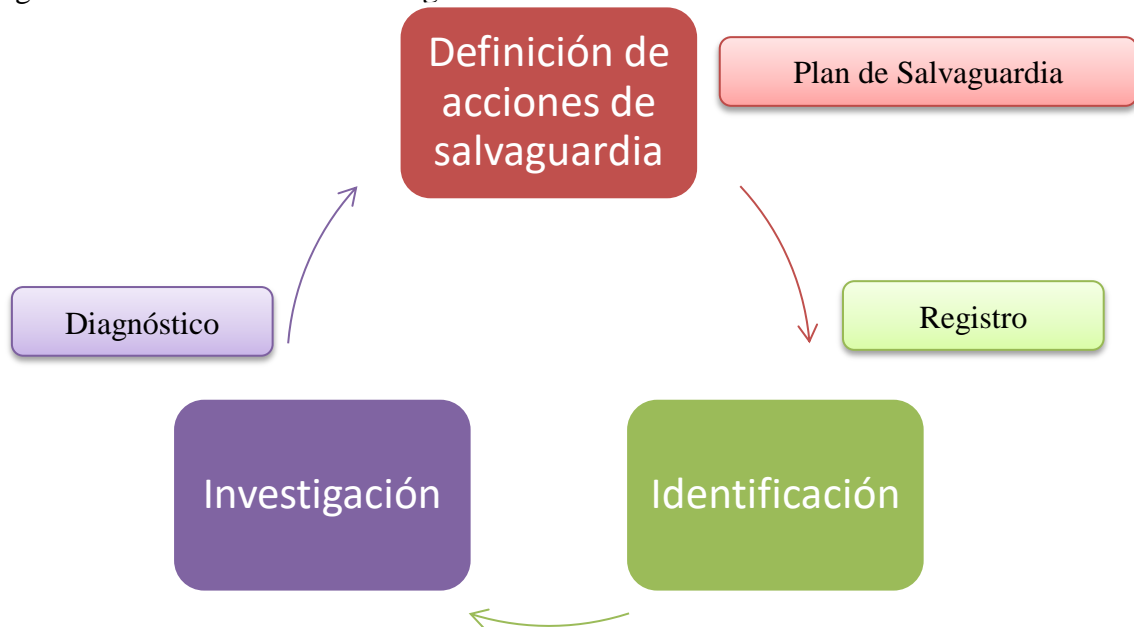 Definición de
acciones de
salvaguardia
Plan de Salvaguardia
Diagnóstico
Registro
Investigación
Identificación